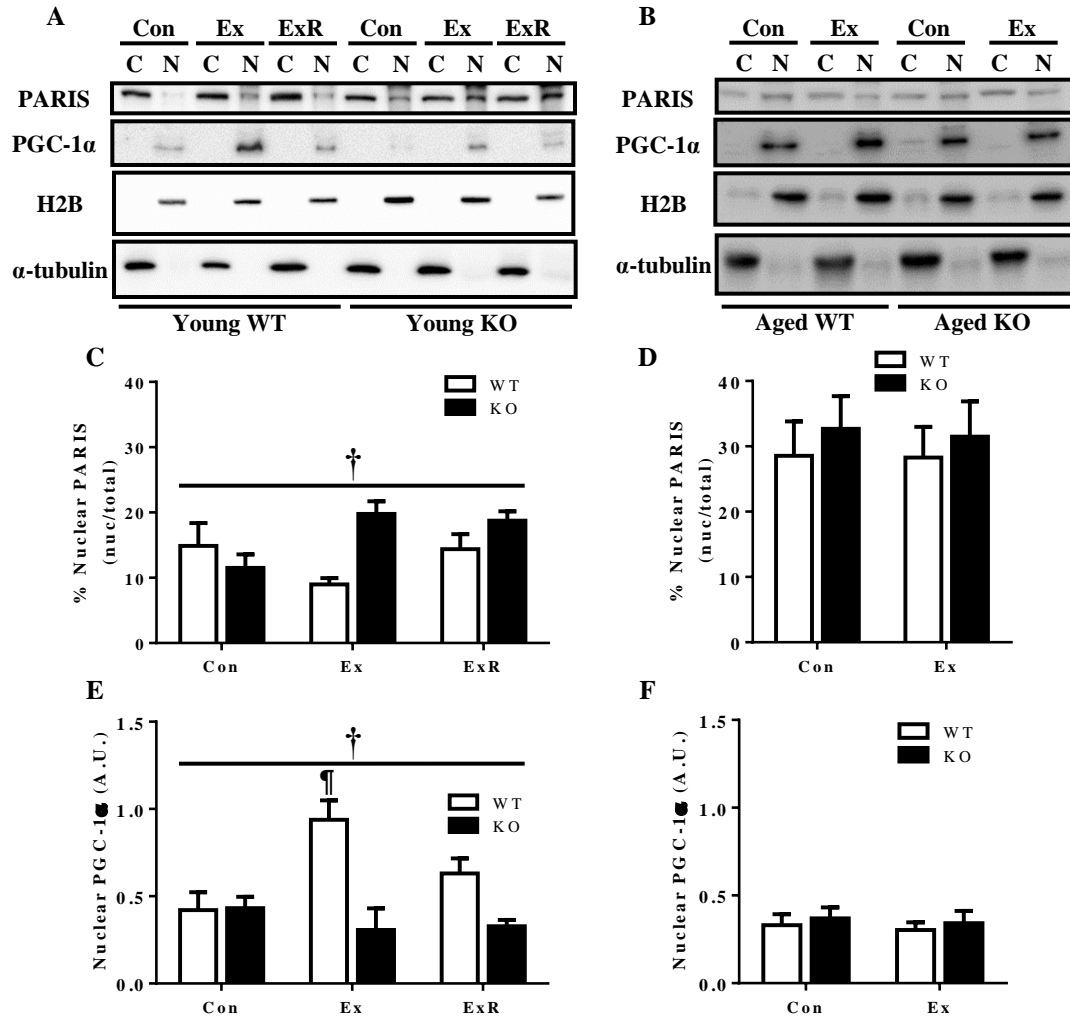 A
Con Ex ExR Con Ex ExR
C N C N C N C N C N C N
PARIS
PGC-1α
H2B
α-tubulin
Young WT Young KO
B
Con Ex Con Ex
C N C N C N C N
PARIS
PGC-1α
H2B
α-tubulin
Aged WT Aged KO
C
% Nuclear PARIS
(nuc/total)
40
30
20
10
0
WT
KO
†
Con Ex ExR
D
% Nuclear PARIS
(nuc/total)
40
30
20
10
0
WT
KO
Con Ex
E
Nuclear PGC-1α (A.U.)
1.5
1.0
0.5
0.0
†
¶
WT
KO
Con Ex ExR
F
Nuclear PGC-1α (A.U.)
1.5
1.0
0.5
0.0
WT
KO
Con Ex